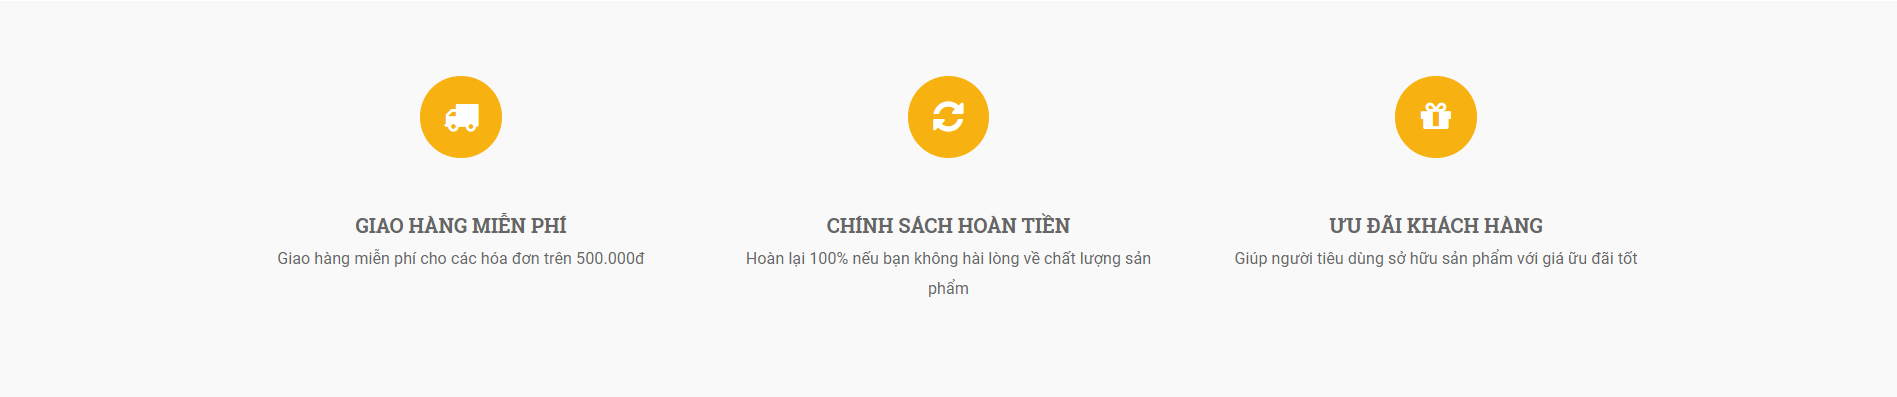 GIAO HÀNG MIỄN PHÍ
Giao hàng miễn phí cho các hóa đơn trên 500.000đ
CHÍNH SÁCH HOÀN TIỀN
Hoàn lại 100% nếu bạn không hài lòng về chất lượng sản
phẩm
ƯU ĐÃI KHÁCH HÀNG
Giúp người tiêu dùng sở hữu sản phẩm với giá ữu đãi tốt